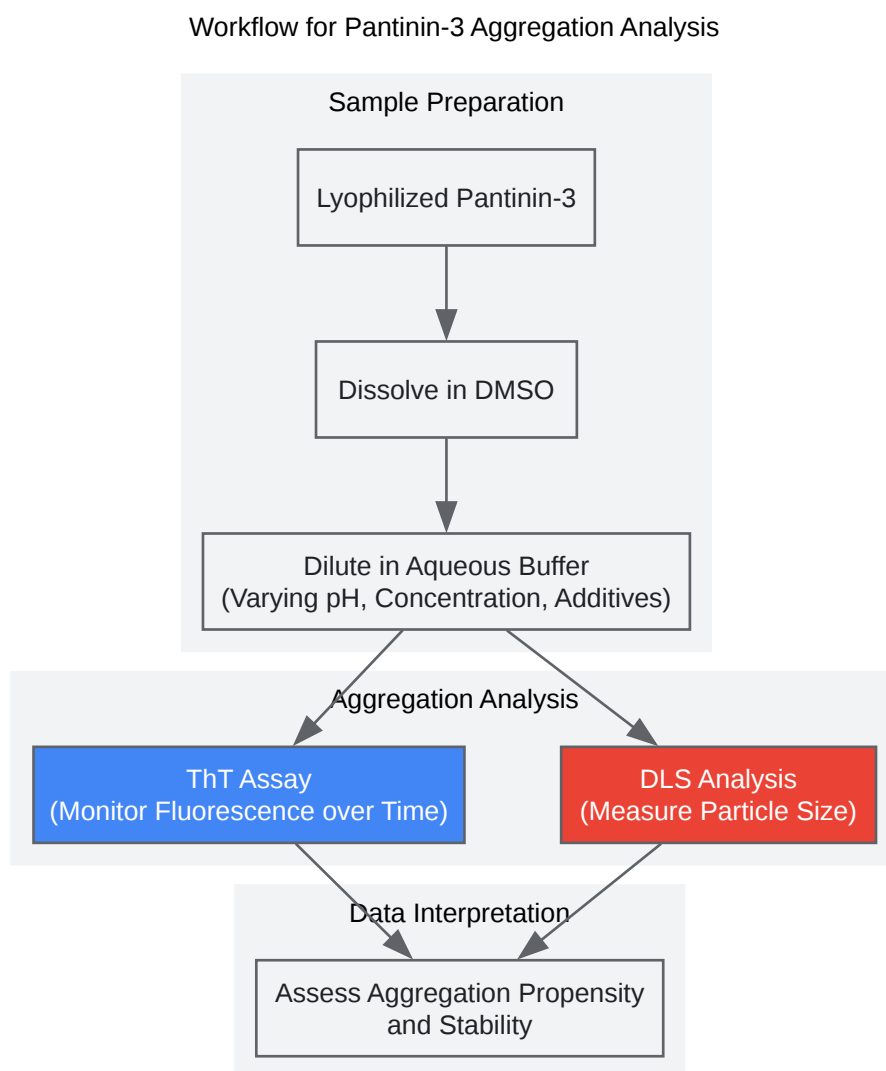 Workflow for Pantinin-3 Aggregation Analysis
Sample Preparation
Lyophilized Pantinin-3
Dissolve in DMSO
Dilute in Aqueous Buffer
(Varying pH, Concentration, Additives)
Aggregation Analysis
ThT Assay
(Monitor Fluorescence over Time)
DLS Analysis
(Measure Particle Size)
Data Interpretation
Assess Aggregation Propensity
and Stability